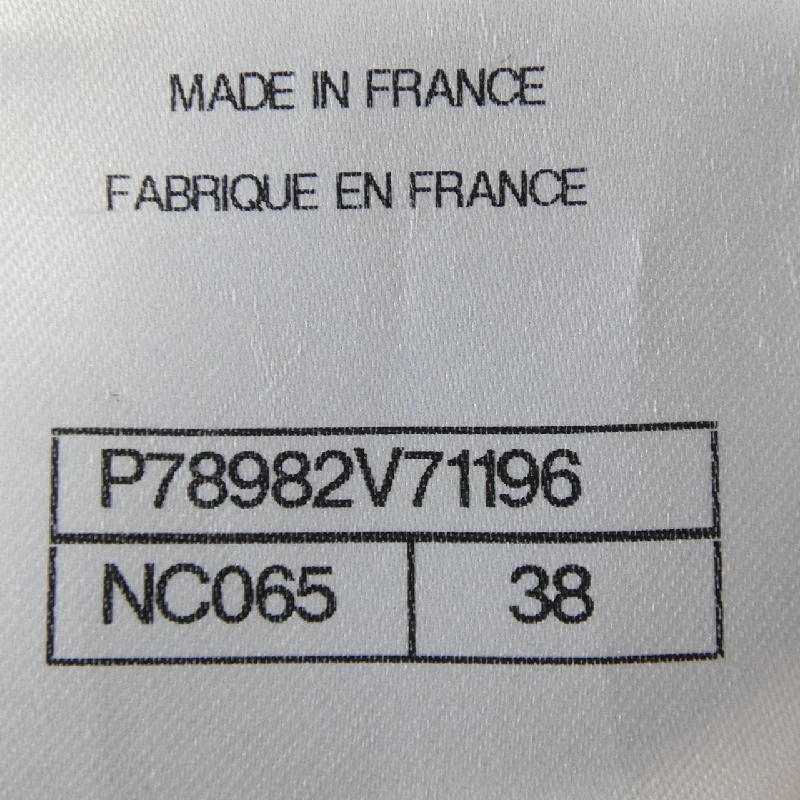 MADE IN FRANCE
FABRIQUE EN FRANCE
P78982V71196
NC065 38